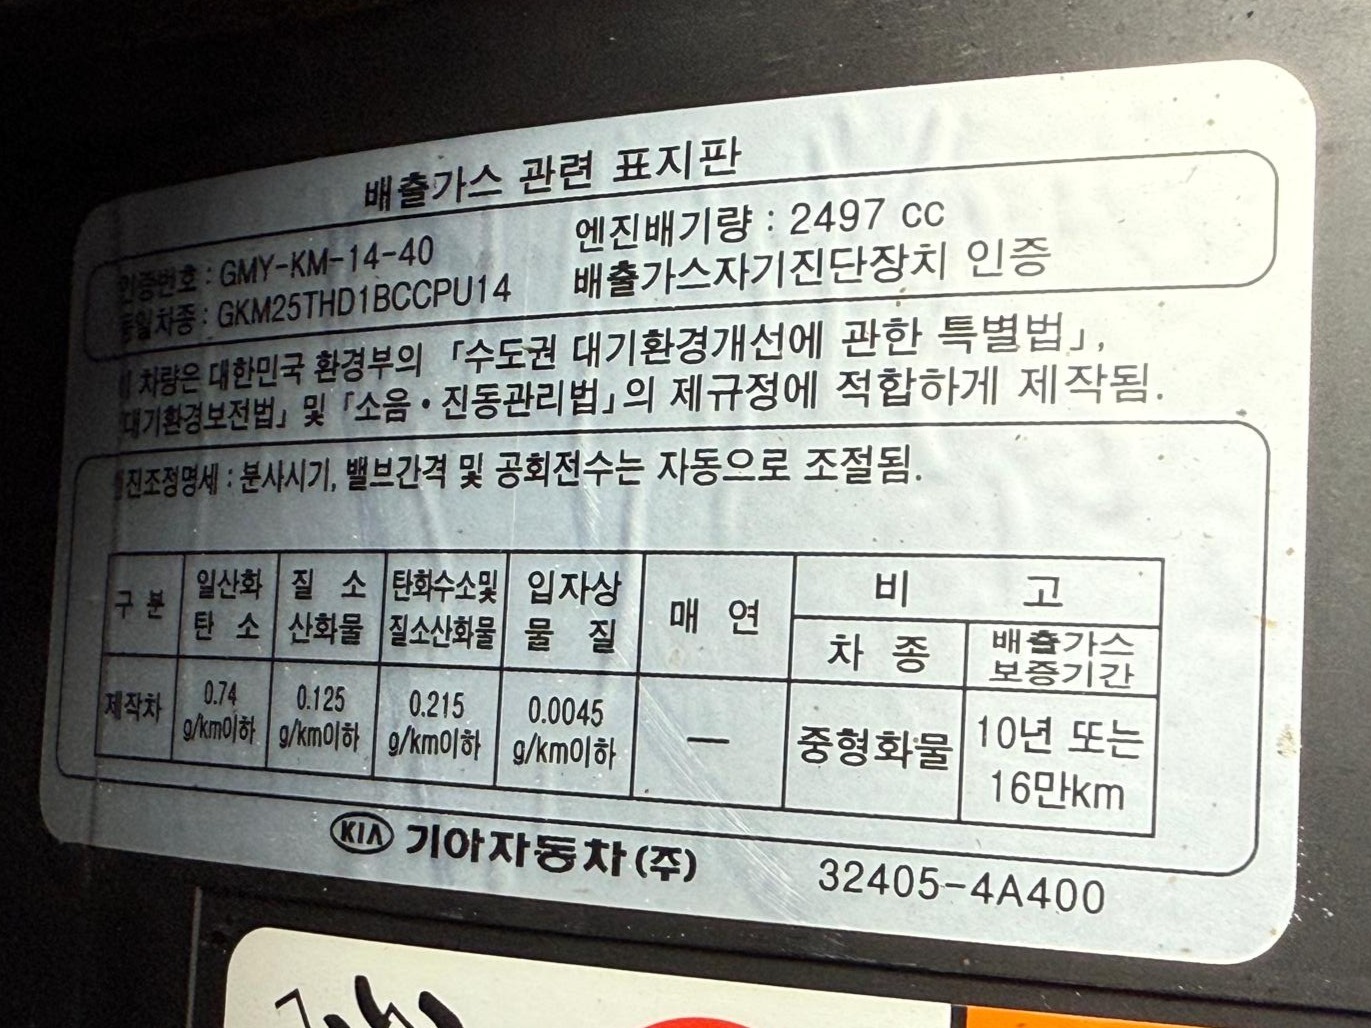 배출가스 관련 표지판
인증번호 : GMY-KM-14-40
엔진배기량 : 2497 cc
동일차종 : GKM25THD1BCCPU14
배출가스자기진단장치 인증
이 차량은 대한민국 환경부의 「수도권 대기환경개선에 관한 특별법」,
「대기환경보전법」 및 「소음·진동관리법」의 제규정에 적합하게 제작됨.
엔진조정명세 : 분사시기, 밸브간격 및 공회전수는 자동으로 조절됨.
구 분 일산화 탄 소 질 소 산화물 탄화수소및 질소산화물 입자상 물 질 매 연 비 고
차 종 배출가스 보증기간
제작차 0.74 g/km이하 0.125 g/km이하 0.215 g/km이하 0.0045 g/km이하 — 중형화물 10년 또는 16만km
KIA 기아자동차(주) 32405-4A400